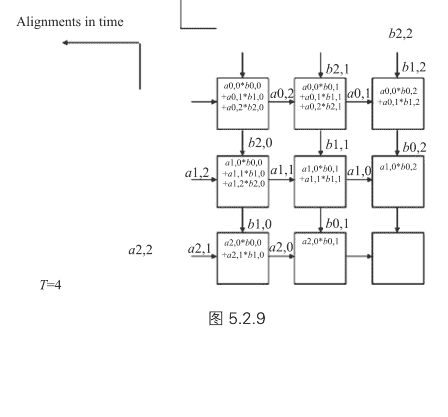 Alignments in time
b2,2
b2,1
b1,2
a0,0*b0,0
+a0,1*b1,0
+a0,2*b2,0
a0,2
a0,0*b0,1
+a0,1*b1,1
+a0,2*b2,1
a0,1
a0,0*b0,2
+a0,1*b1,2
b2,0
b1,1
b0,2
a1,2
a1,0*b0,0
+a1,1*b1,0
+a1,2*b2,0
a1,1
a1,0*b0,1
+a1,1*b1,1
a1,0
a1,0*b0,2
b1,0
b0,1
a2,2
a2,1
a2,0*b0,0
+a2,1*b1,0
a2,0
a2,0*b0,1
T=4
图 5.2.9